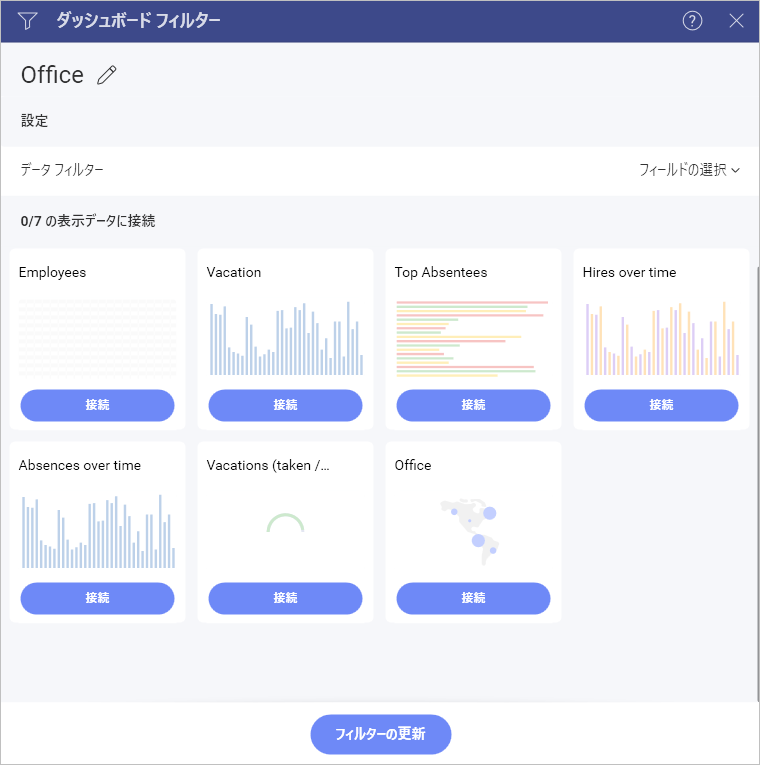 ダッシュボード フィルター
?
Office
設定
データ フィルター
フィールドの選択
0/7 の表示データに接続
Employees
Vacation
Top Absentees
Hires over time
接続
接続
接続
接続
Absences over time
Vacations (taken /...
Office
接続
接続
接続
フィルターの更新